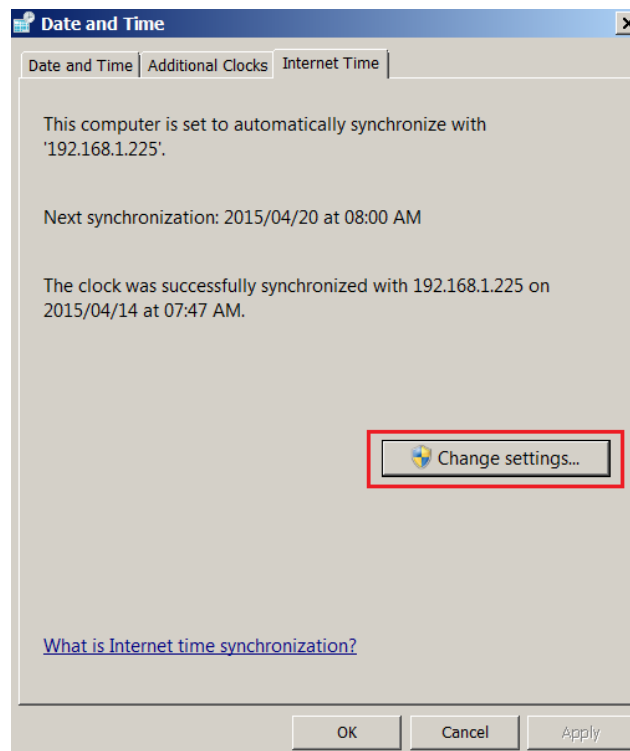 Date and Time
Date and Time
Additional Clocks
Internet Time
This computer is set to automatically synchronize with
'192.168.1.225'.
Next synchronization: 2015/04/20 at 08:00 AM
The clock was successfully synchronized with 192.168.1.225 on
2015/04/14 at 07:47 AM.
Change settings...
What is Internet time synchronization?
OK
Cancel
Apply